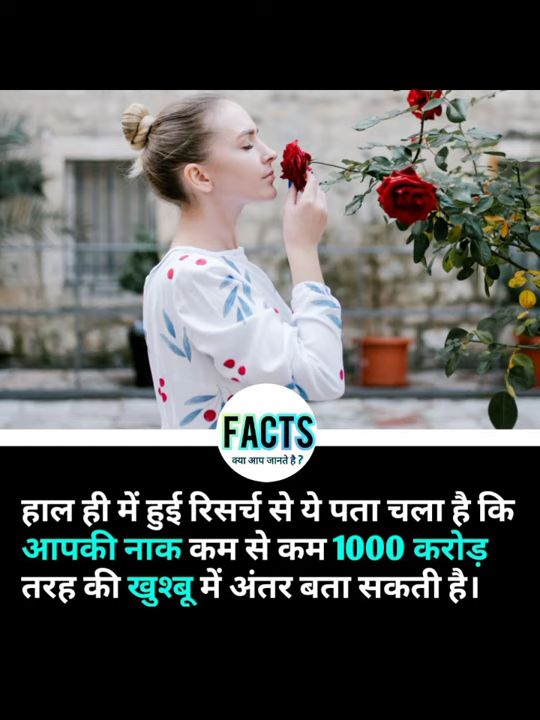 FACTS
क्या आप जानते है ?
हाल ही में हुई रिसर्च से ये पता चला है कि
आपकी नाक कम से कम 1000 करोड़
तरह की खुश्बू में अंतर बता सकती है।